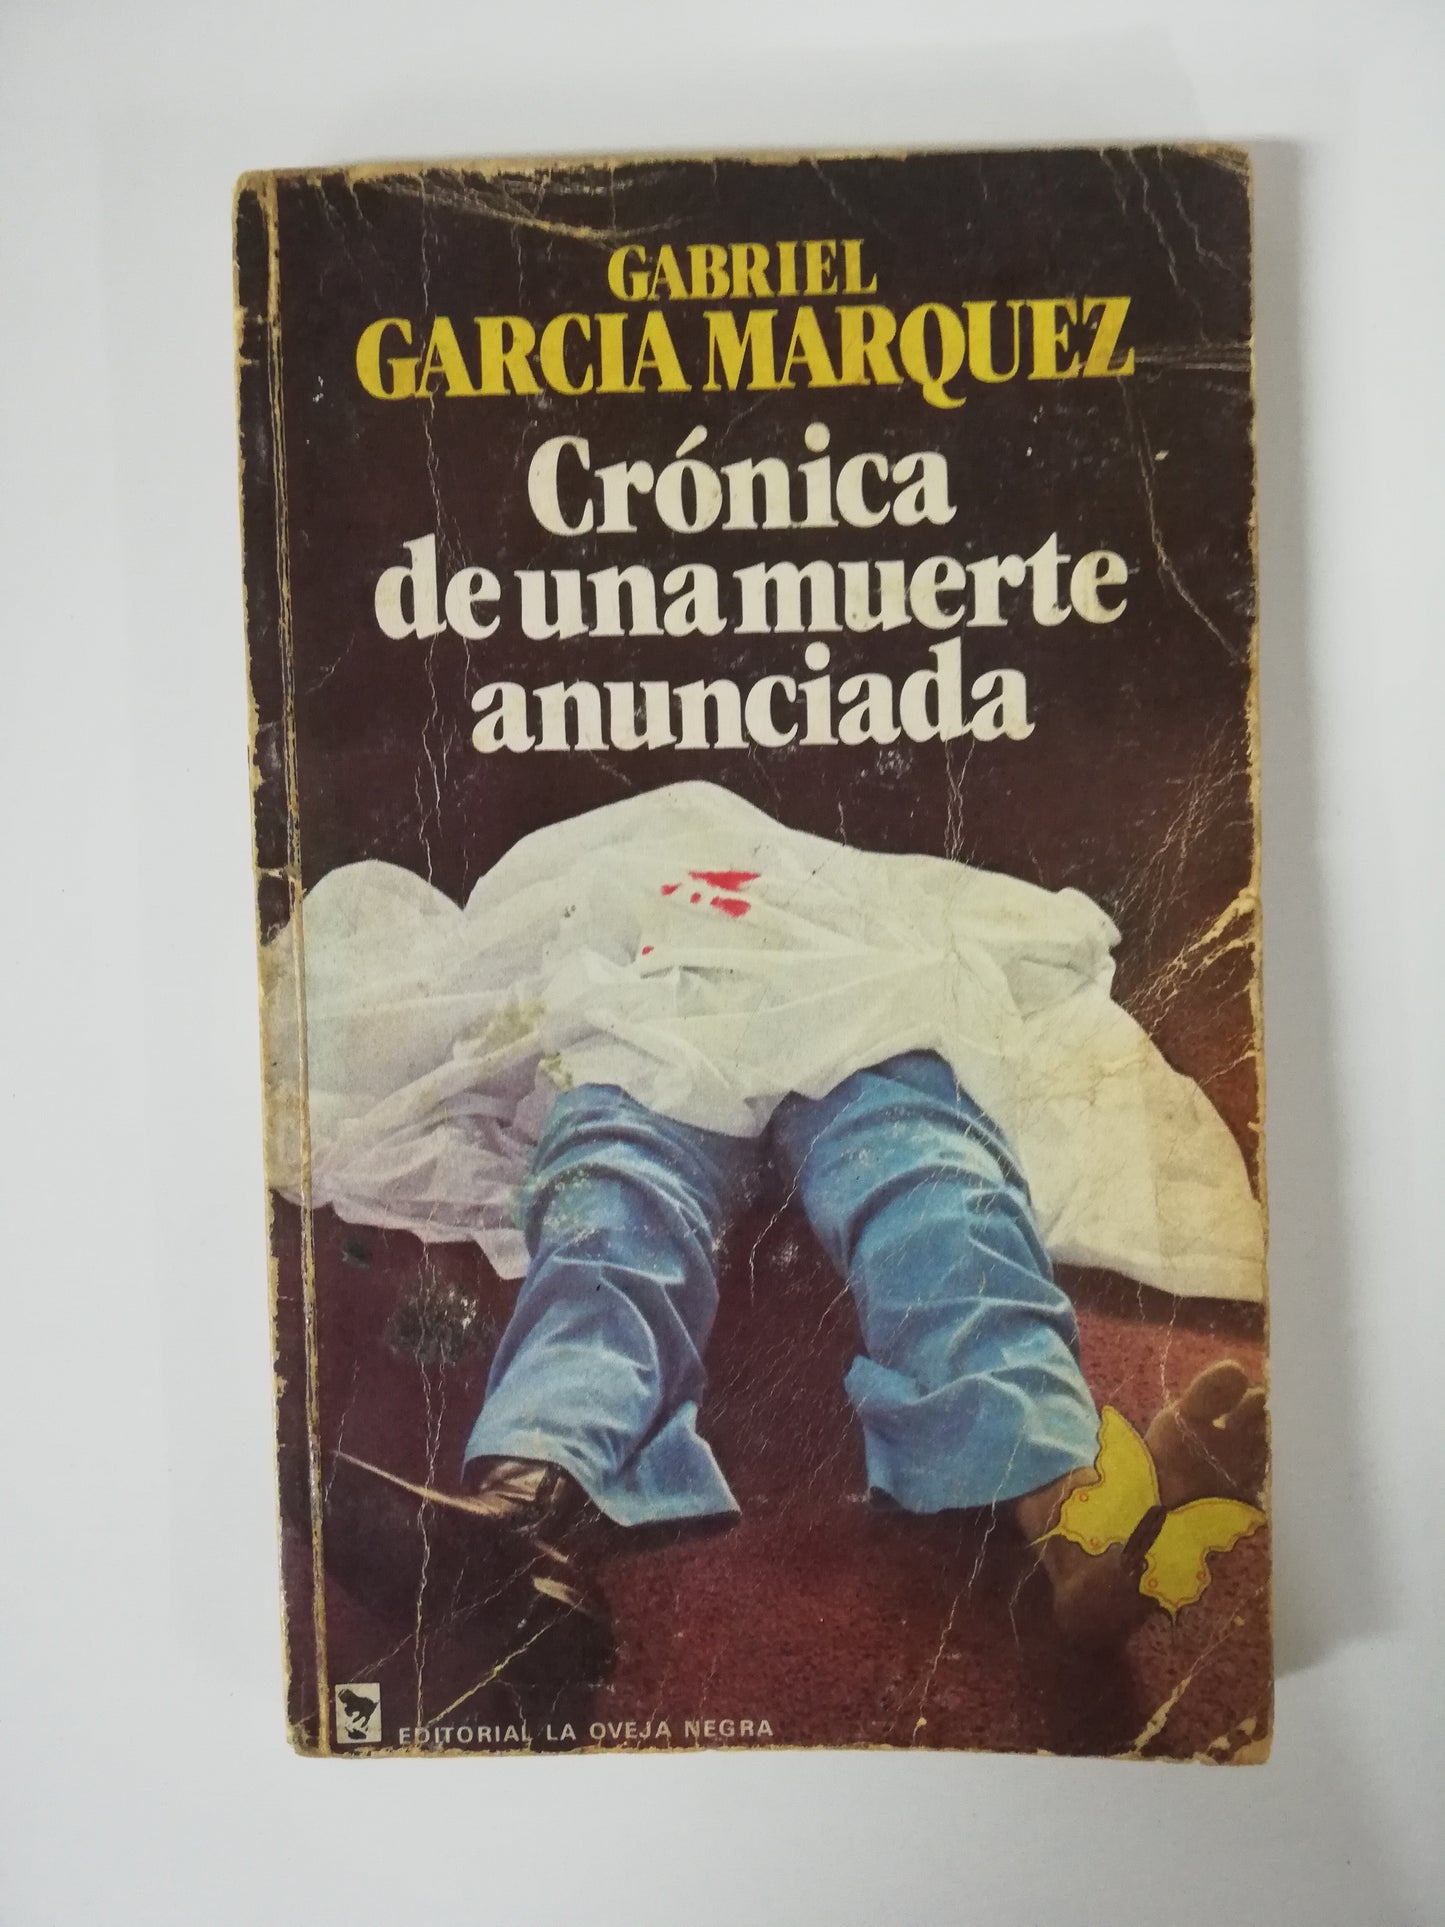 GABRIEL
GARCIA MARQUEZ
Crónica
de una muerte
anunciada
EDITORIAL LA OVEJA NEGRA